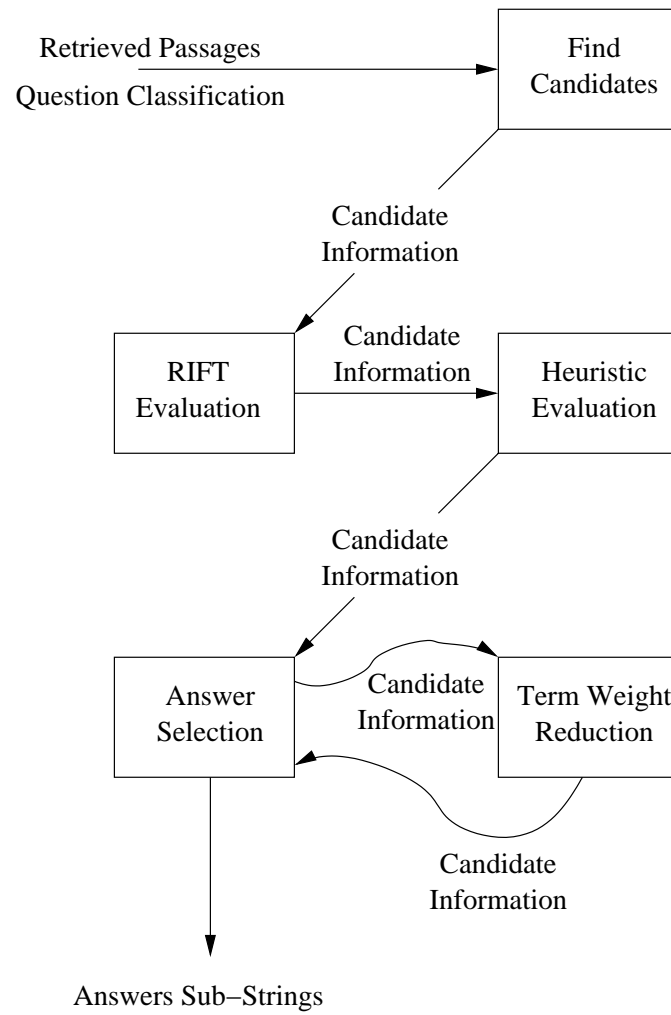 Retrieved Passages
Question Classification
Find
Candidates
Candidate
Information
RIFT
Evaluation
Candidate
Information
Heuristic
Evaluation
Candidate
Information
Answer
Selection
Candidate
Information
Term Weight
Reduction
Candidate
Information
Answers Sub−Strings